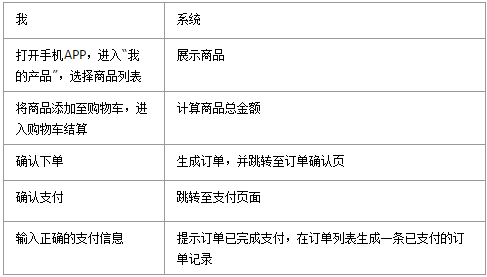 我 系统
打开手机APP，进入“我 展示商品
的产品”，选择商品列表
将商品添加至购物车，进 计算商品总金额
入购物车结算
确认下单 生成订单，并跳转至订单确认页
确认支付 跳转至支付页面
输入正确的支付信息 提示订单已完成支付，在订单列表生成一条已支付的订
单记录